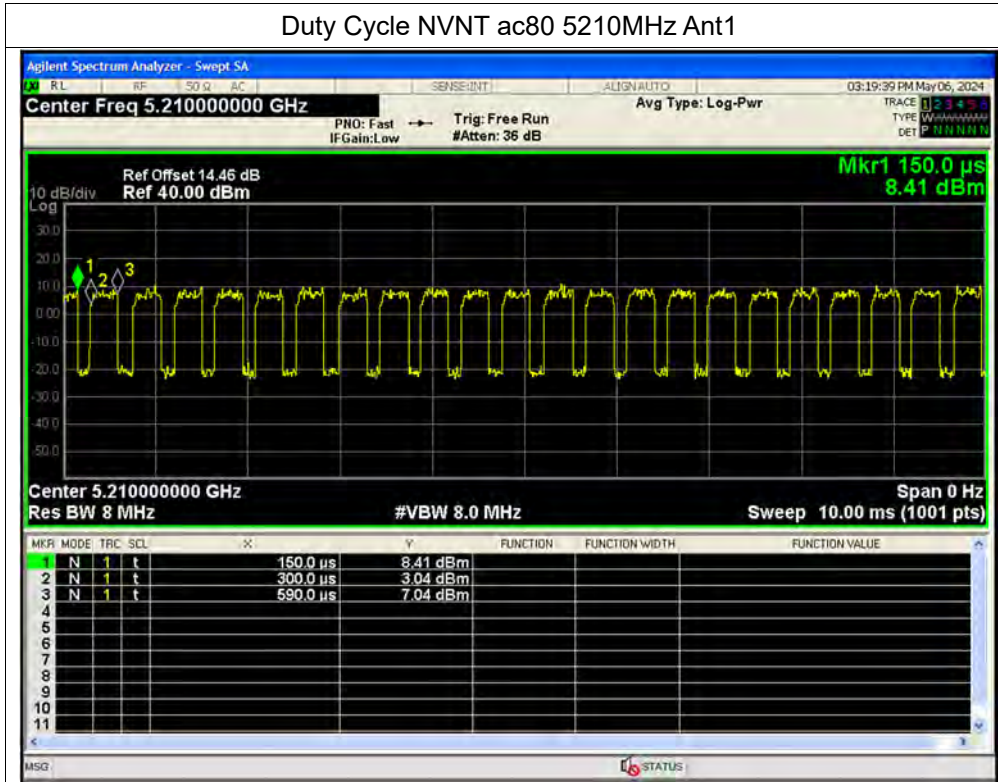 Duty Cycle NVNT ac80 5210MHz Ant1
Agilent Spectrum Analyzer - Swept SA
LXI RL RF 50 Ω AC SENSE:INT ALIGNAUTO 03:19:39 PM May 06, 2024
Center Freq 5.210000000 GHz Avg Type: Log-Pwr TRACE 1 2 3 4 5 6
PNO: Fast Trig: Free Run TYPE W
IFGain:Low #Atten: 36 dB DET P N N N N N
Mkr1 150.0 µs
8.41 dBm
Ref Offset 14.46 dB
10 dB/div Ref 40.00 dBm
Log
30.0
20.0
10.0
0.00
-10.0
-20.0
-30.0
-40.0
-50.0
1
2
3
Center 5.210000000 GHz Span 0 Hz
Res BW 8 MHz #VBW 8.0 MHz Sweep 10.00 ms (1001 pts)
MKR MODE TRC SCL X Y FUNCTION FUNCTION WIDTH FUNCTION VALUE
1 N 1 t 150.0 µs 8.41 dBm
2 N 1 t 300.0 µs 3.04 dBm
3 N 1 t 590.0 µs 7.04 dBm
4
5
6
7
8
9
10
11
MSG STATUS